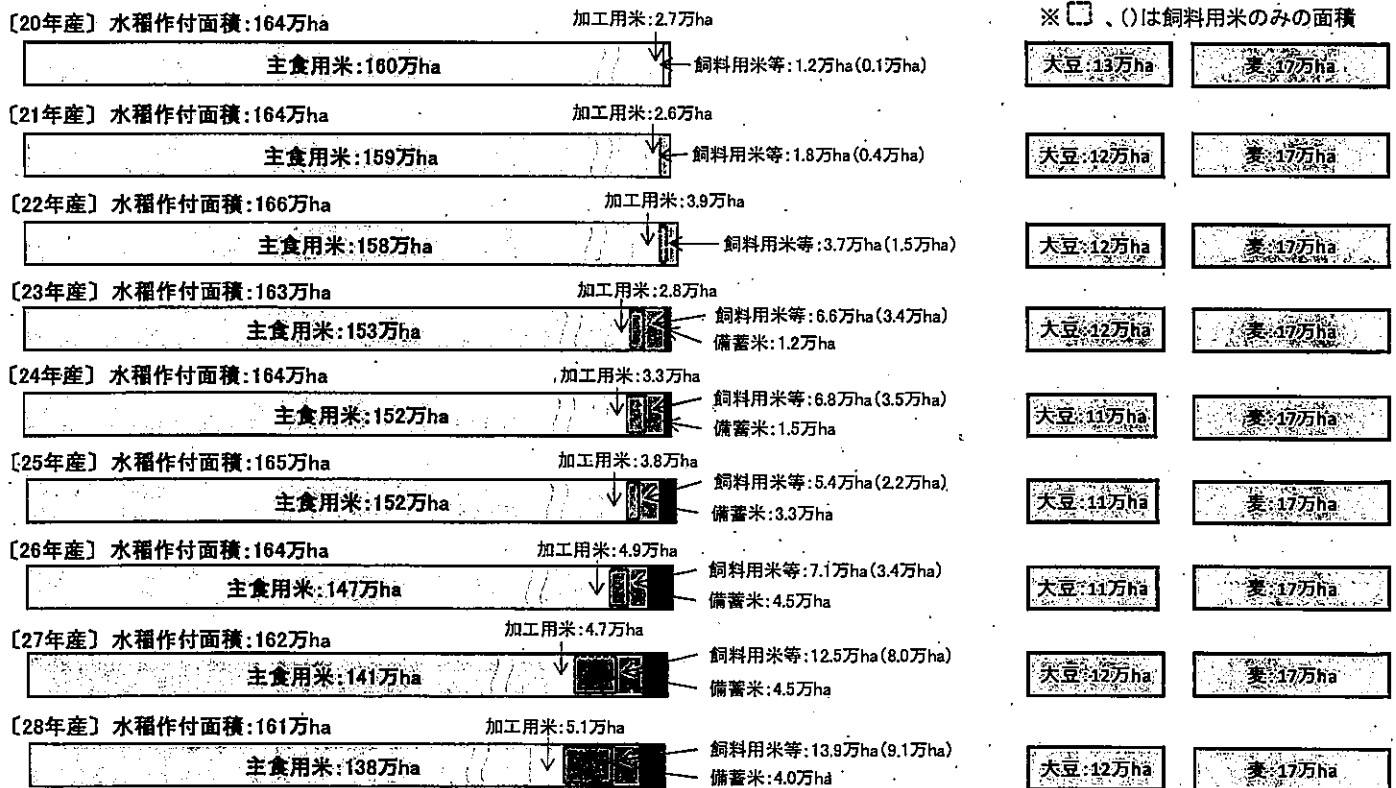 ※ 、()は飼料用米のみの面積
〔20年産〕 水稲作付面積:164万ha
加工用米:2.7万ha
主食用米:160万ha
飼料用米等:1.2万ha(0.1万ha)
大豆:13万ha
麦:17万ha
〔21年産〕 水稲作付面積:164万ha
加工用米:2.6万ha
主食用米:159万ha
飼料用米等:1.8万ha(0.4万ha)
大豆:12万ha
麦:17万ha
〔22年産〕 水稲作付面積:166万ha
加工用米:3.9万ha
主食用米:158万ha
飼料用米等:3.7万ha(1.5万ha)
大豆:12万ha
麦:17万ha
〔23年産〕 水稲作付面積:163万ha
加工用米:2.8万ha
主食用米:153万ha
飼料用米等:6.6万ha(3.4万ha)
備蓄米:1.2万ha
大豆:12万ha
麦:17万ha
〔24年産〕 水稲作付面積:164万ha
加工用米:3.3万ha
主食用米:152万ha
飼料用米等:6.8万ha(3.5万ha)
備蓄米:1.5万ha
大豆:11万ha
麦:17万ha
〔25年産〕 水稲作付面積:165万ha
加工用米:3.8万ha
主食用米:152万ha
飼料用米等:5.4万ha(2.2万ha)
備蓄米:3.3万ha
大豆:11万ha
麦:17万ha
〔26年産〕 水稲作付面積:164万ha
加工用米:4.9万ha
主食用米:147万ha
飼料用米等:7.1万ha(3.4万ha)
備蓄米:4.5万ha
大豆:11万ha
麦:17万ha
〔27年産〕 水稲作付面積:162万ha
加工用米:4.7万ha
主食用米:141万ha
飼料用米等:12.5万ha(8.0万ha)
備蓄米:4.5万ha
大豆:12万ha
麦:17万ha
〔28年産〕 水稲作付面積:161万ha
加工用米:5.1万ha
主食用米:138万ha
飼料用米等:13.9万ha(9.1万ha)
備蓄米:4.0万ha
大豆:12万ha
麦:17万ha